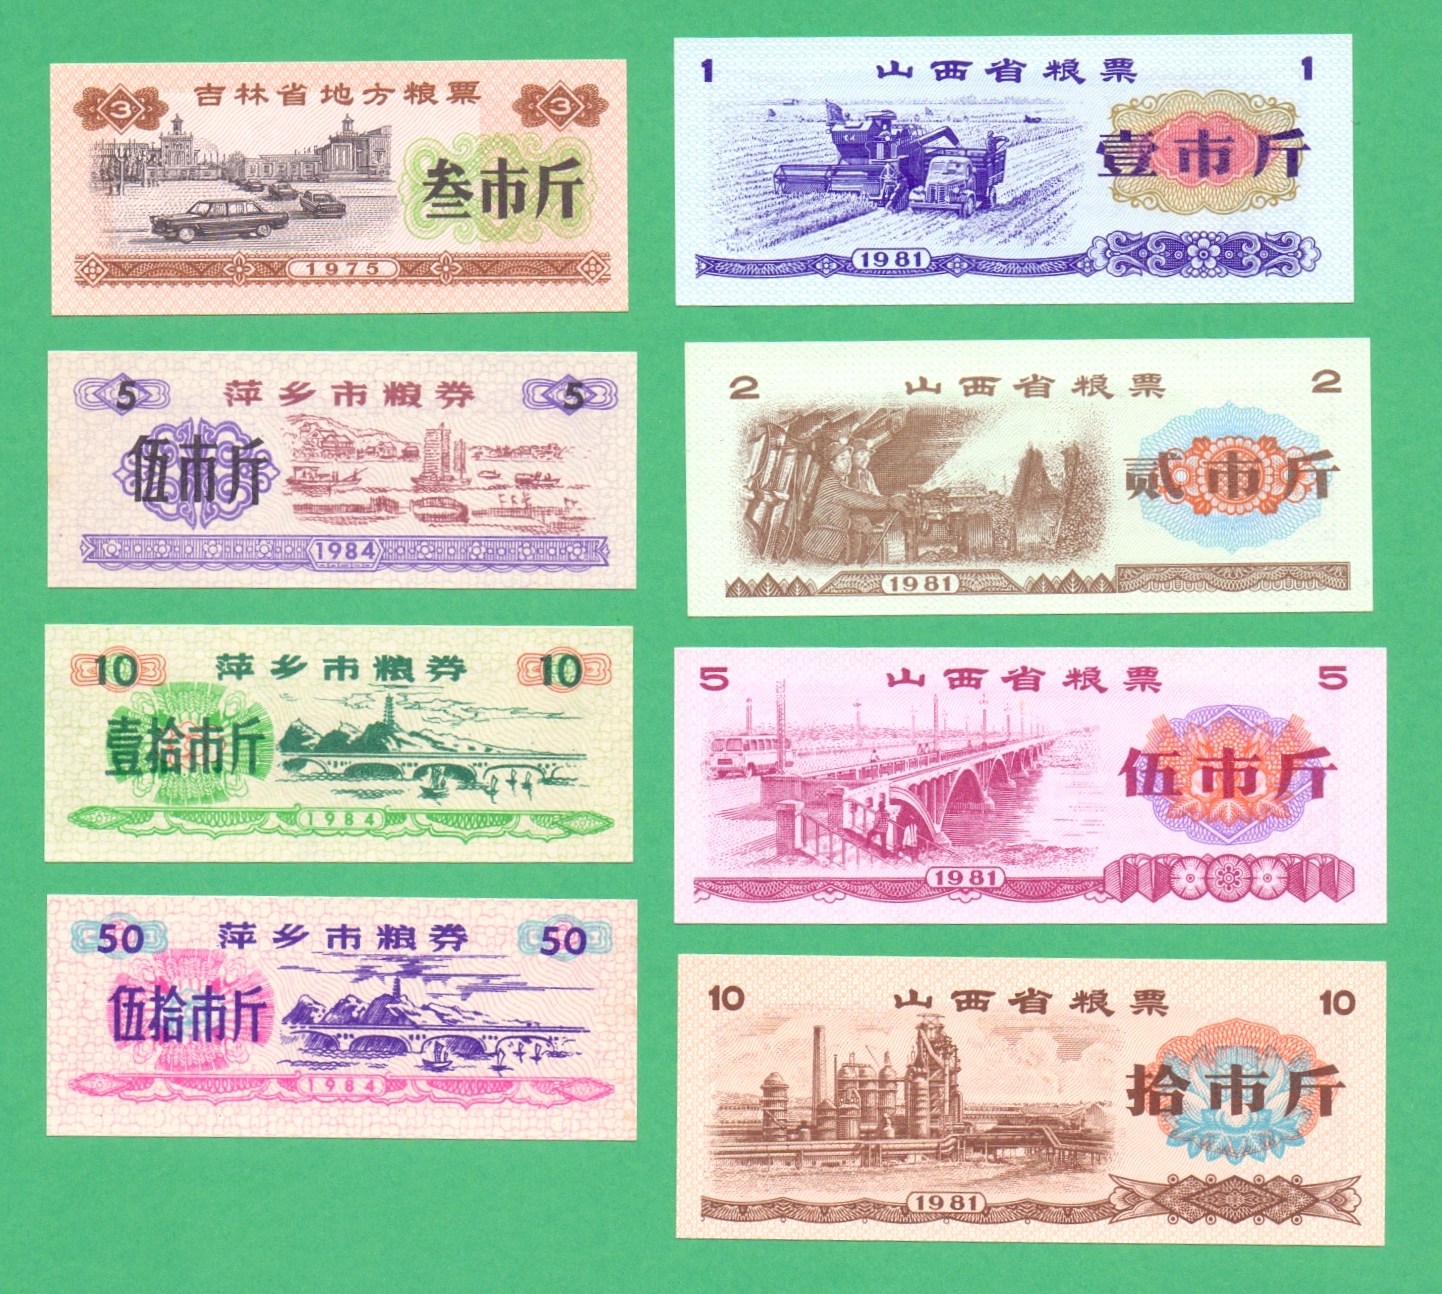 3 吉林省地方粮票 3
叁市斤
1975
5 萍乡市粮券 5
伍市斤
1984
10 萍乡市粮券 10
壹拾市斤
1984
50 萍乡市粮券 50
伍拾市斤
1984
1 山西省粮票 1
壹市斤
1981
2 山西省粮票 2
贰市斤
1981
5 山西省粮票 5
伍市斤
1981
10 山西省粮票 10
拾市斤
1981